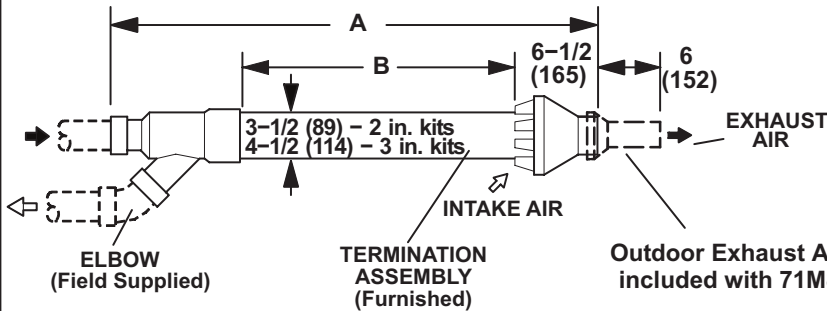 A
B
6−1/2
(165)
6
(152)
3−1/2 (89) − 2 in. kits
4−1/2 (114) − 3 in. kits
EXHAUST
AIR
INTAKE AIR
ELBOW
(Field Supplied)
TERMINATION
ASSEMBLY
(Furnished)
Outdoor Exhaust A
included with 71M